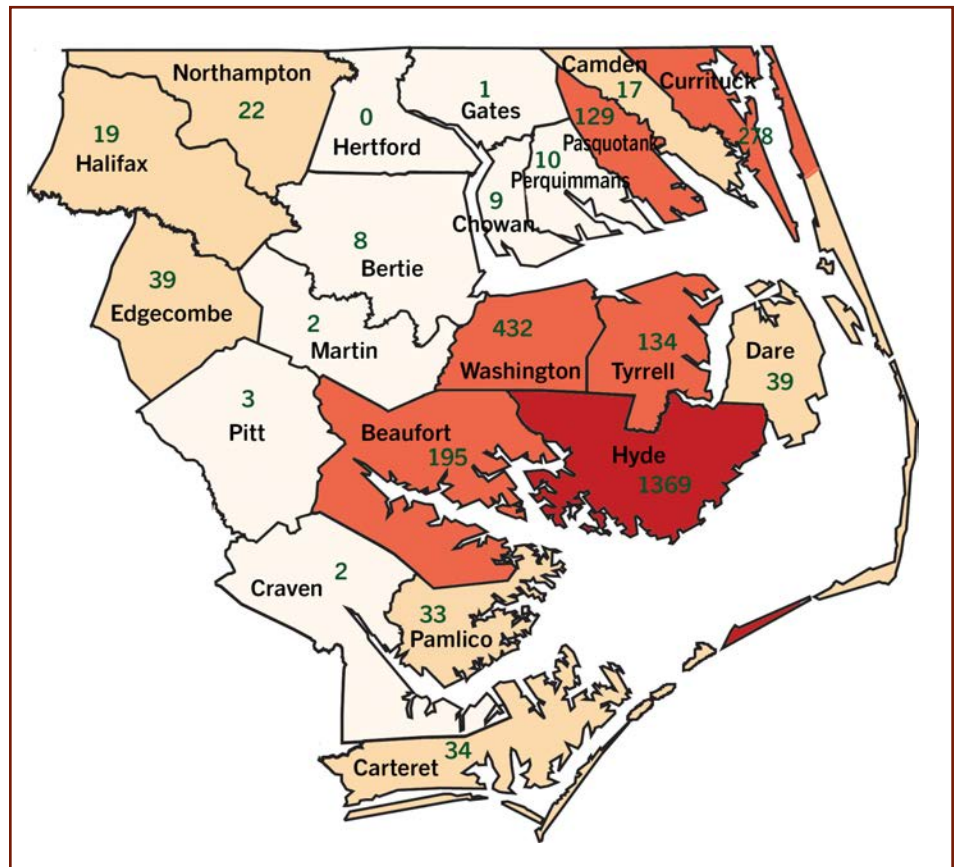 Northampton
22
19
Halifax
0
Hertford
1
Gates
Camden
17
Currituck
278
129
Pasquotank
10
Perquimmans
9
Chowan
8
Bertie
39
Edgecombe
2
Martin
432
Washington
134
Tyrrell
Dare
39
3
Pitt
Beaufort
195
Hyde
1369
Craven
2
33
Pamlico
34
Carteret